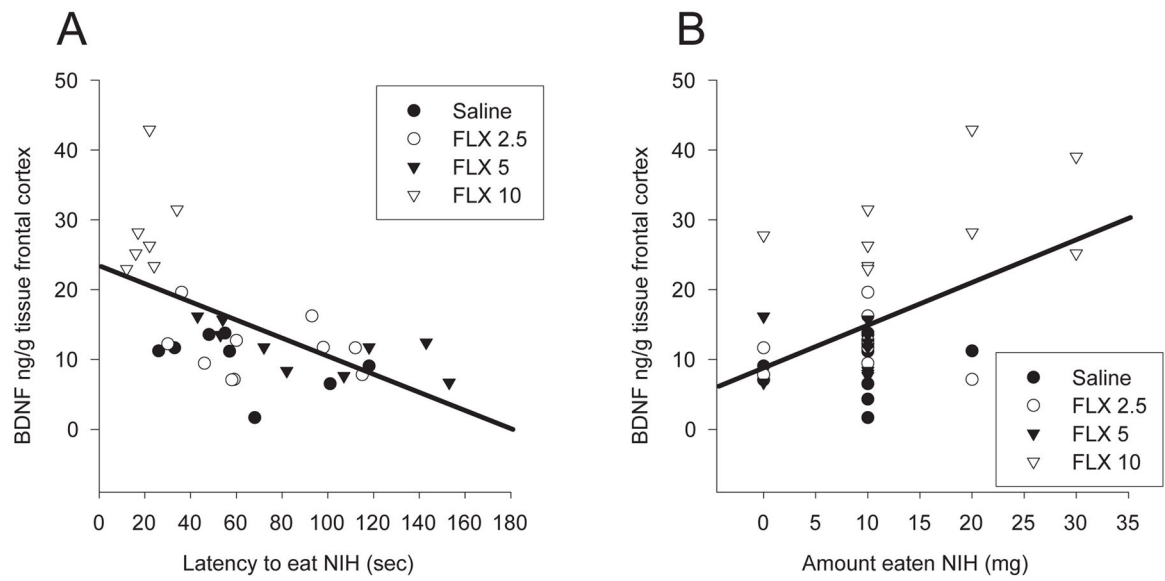 A
BDNF ng/g tissue frontal cortex
50
40
30
20
10
0
Saline
FLX 2.5
FLX 5
FLX 10
0 20 40 60 80 100 120 140 160 180
Latency to eat NIH (sec)
B
BDNF ng/g tissue frontal cortex
50
40
30
20
10
0
Saline
FLX 2.5
FLX 5
FLX 10
0 5 10 15 20 25 30 35
Amount eaten NIH (mg)